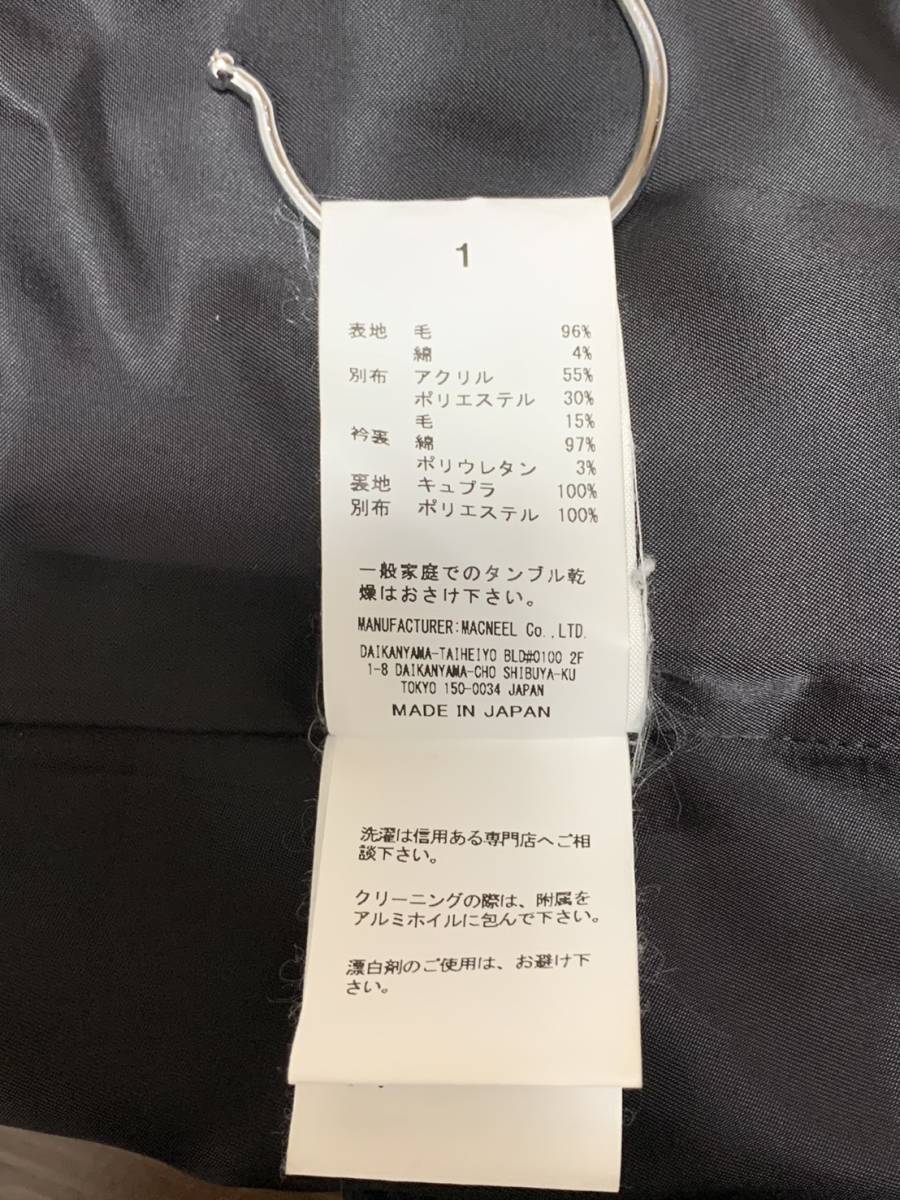 1
表地 毛 96%
綿 4%
別布 アクリル 55%
ポリエステル 30%
毛 15%
衿裏 綿 97%
ポリウレタン 3%
裏地 キュプラ 100%
別布 ポリエステル 100%
一般家庭でのタンブル乾
燥はおさけ下さい。
MANUFACTURER:MACNEEL Co.,LTD.
DAIKANYAMA-TAIHEIYO BLD#0100 2F
1-8 DAIKANYAMA-CHO SHIBUYA-KU
TOKYO 150-0034 JAPAN
MADE IN JAPAN
洗濯は信用ある専門店へご相
談下さい。
クリーニングの際は、附属を
アルミホイルに包んで下さい。
漂白剤のご使用は、お避け下
さい。